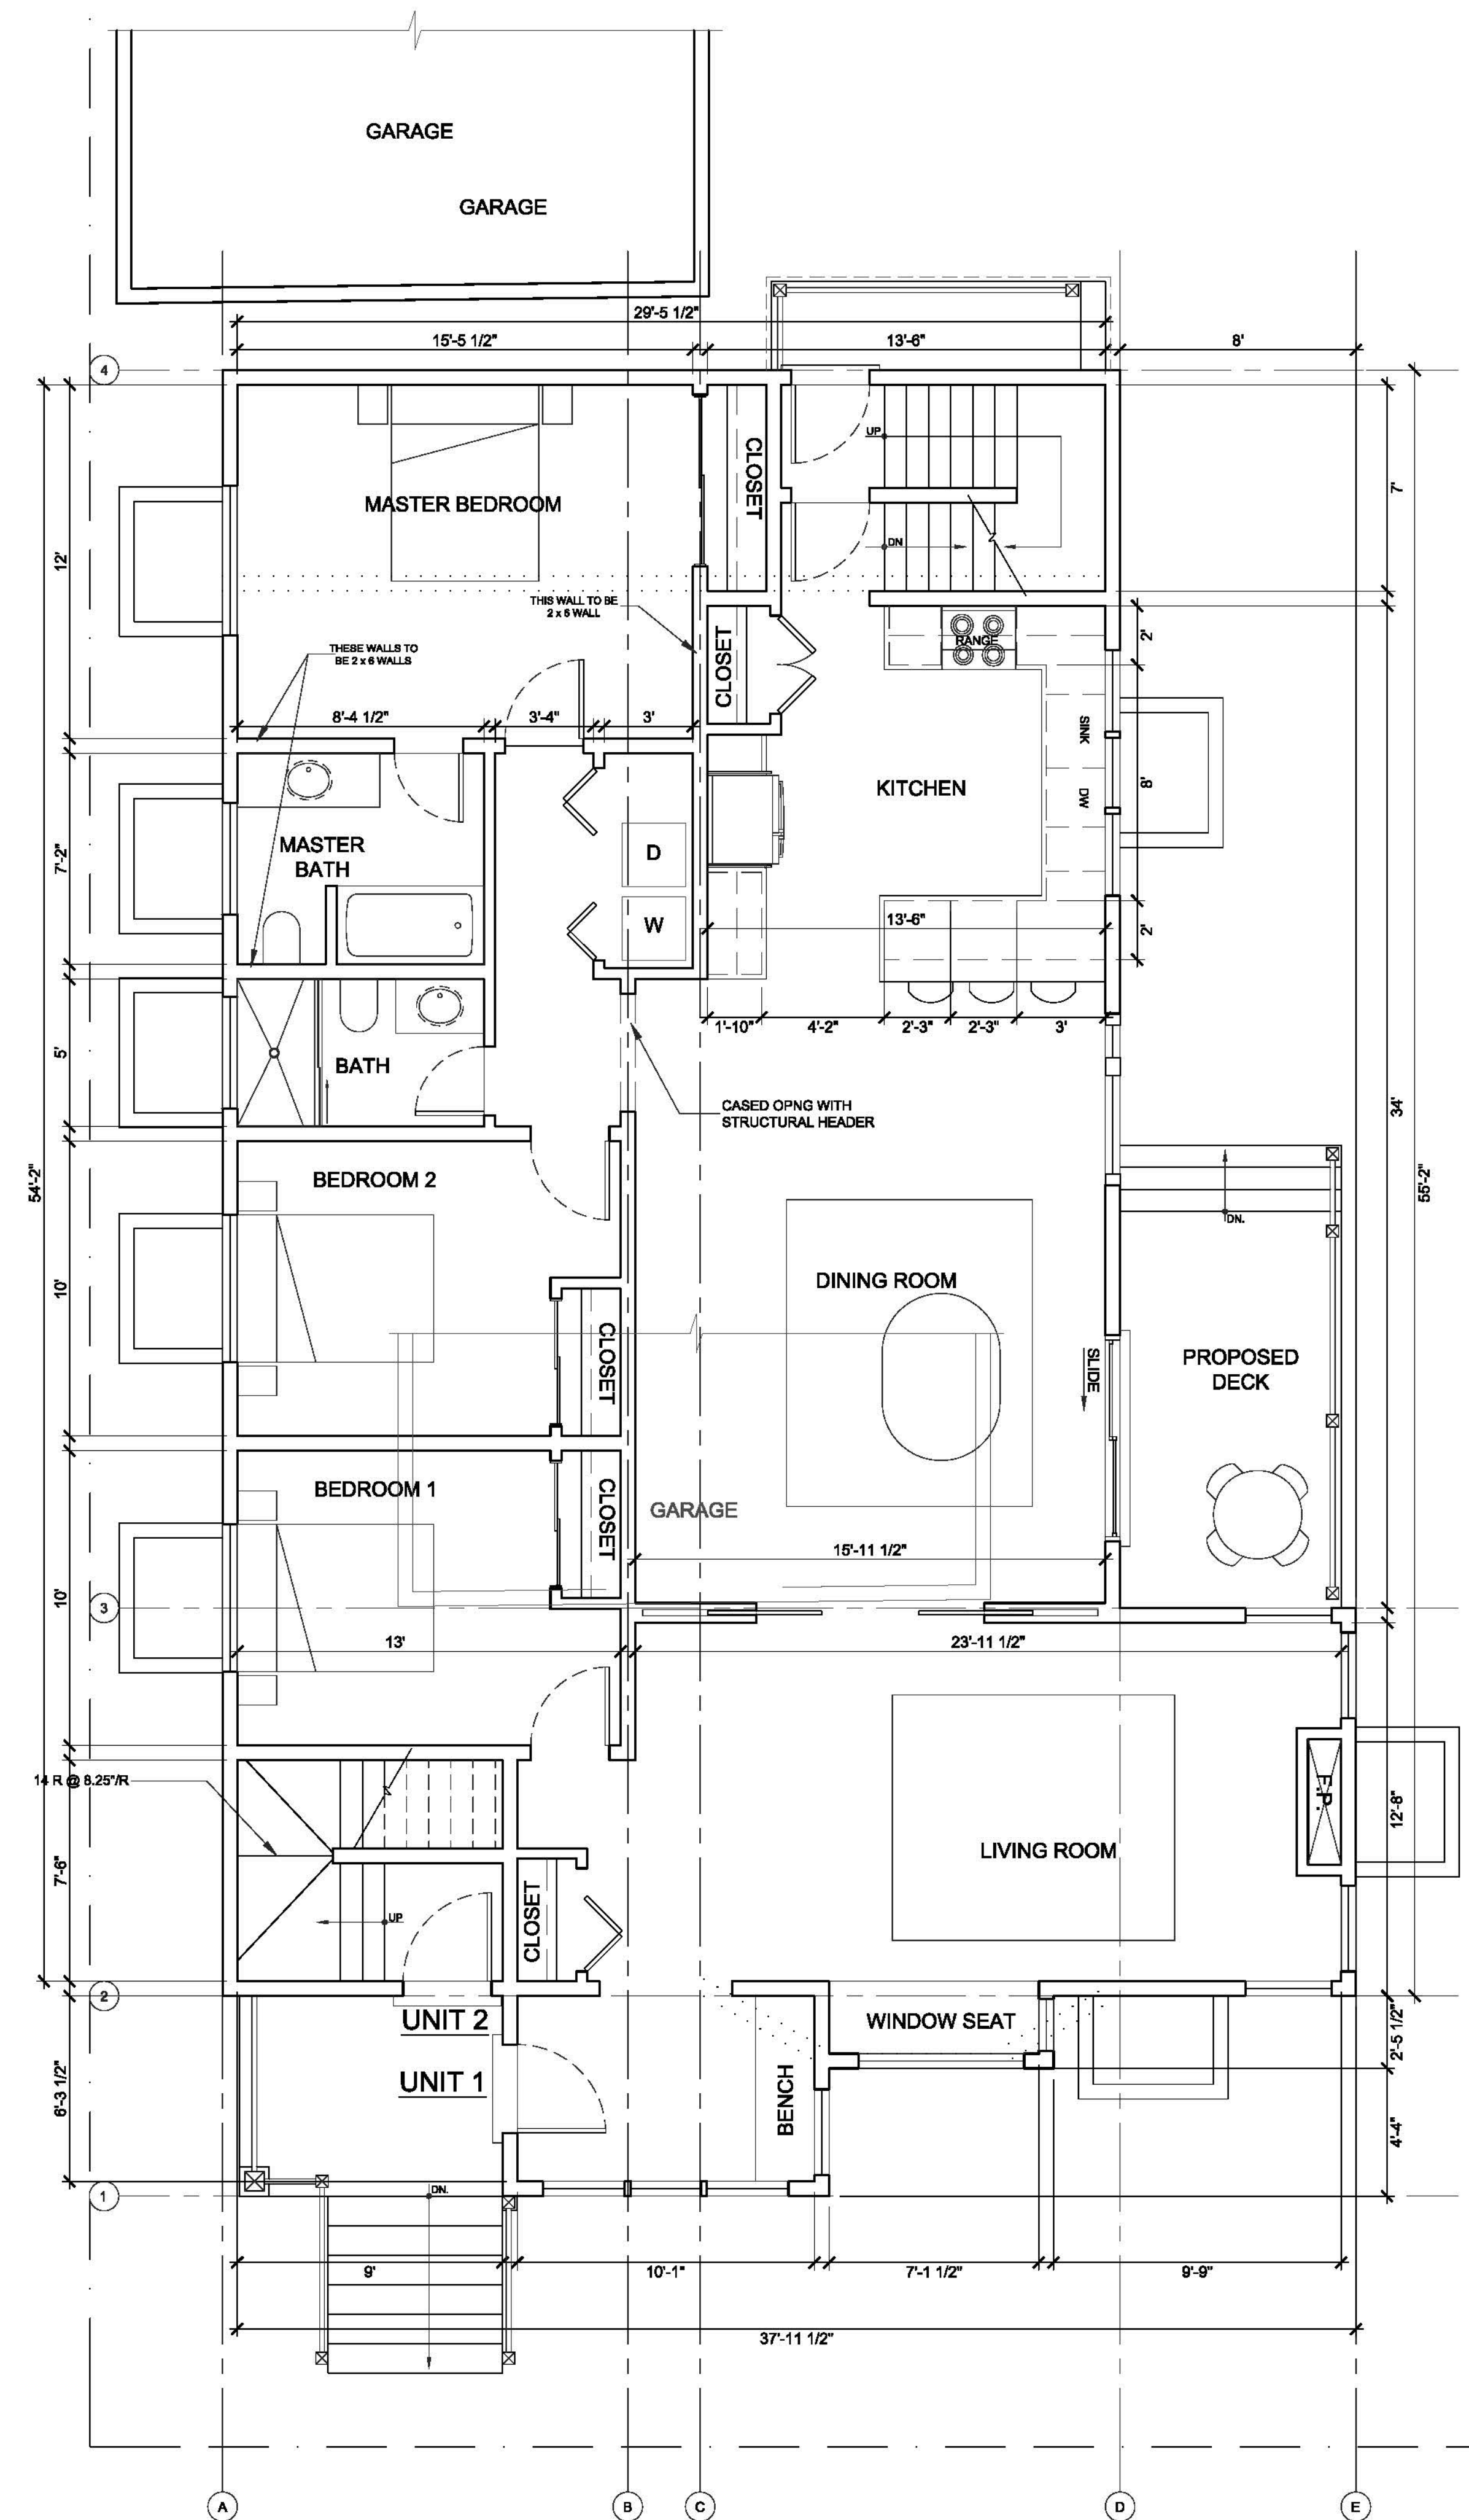 GARAGE
GARAGE
29'-5 1/2"
15'-5 1/2"
13'-6"
8'
4
UP
CLOSET
MASTER BEDROOM
7'
DN
12'
THIS WALL TO BE
2 x 6 WALL
THESE WALLS TO
BE 2 x 6 WALLS
CLOSET
RANGE
2'
8'-4 1/2"
3'-4"
3'
SINK
KITCHEN
8'
DW
MASTER
BATH
7'-2"
D
W
13'-6"
2'
1'-10"
4'-2"
2'-3"
2'-3"
3'
5'
BATH
CASED OPNG WITH
STRUCTURAL HEADER
34'
54'-2"
55'-2"
BEDROOM 2
DN.
10'
DINING ROOM
CLOSET
SLIDE
PROPOSED
DECK
BEDROOM 1
CLOSET
GARAGE
15'-11 1/2"
10'
3
13'
23'-11 1/2"
14 R @ 8.25"/R
F.P.
12'-8"
LIVING ROOM
7'-6"
CLOSET
UP
2
UNIT 2
WINDOW SEAT
2'-5 1/2"
UNIT 1
BENCH
6'-3 1/2"
4'-4"
1
DN.
9'
10'-1"
7'-1 1/2"
9'-9"
37'-11 1/2"
A
B
C
D
E